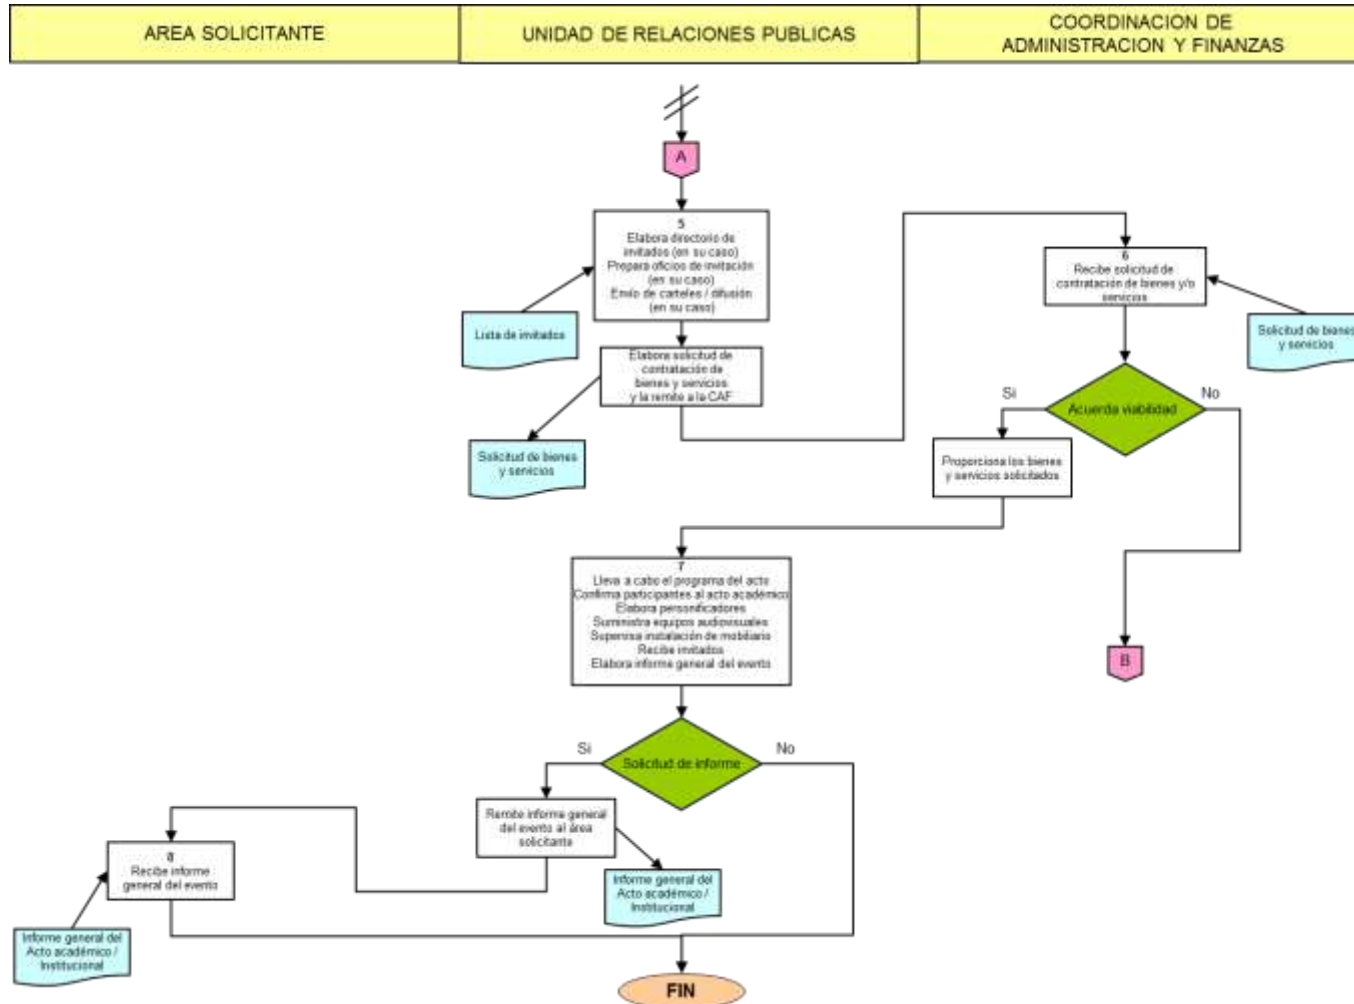 AREA SOLICITANTE
UNIDAD DE RELACIONES PUBLICAS
COORDINACION DE
ADMINISTRACION Y FINANZAS
A
5
Elabora directorio de
invitados (en su caso)
Prepara oficios de invitación
(en su caso)
Envío de carteles / difusión
(en su caso)
6
Recibe solicitud de
contratación de bienes y/o
servicios
Lista de invitados
Solicitud de bienes
y servicios
Elabora solicitud de
contratación de
bienes y servicios
y la remite a la CAF
Si
Acuerda viabilidad
No
Solicitud de bienes
y servicios
Proporciona los bienes
y servicios solicitados
7
Lleva a cabo el programa del acto
Confirma participantes al acto académico
Elabora personificadores
Suministra equipos audiovisuales
Supervisa instalación de mobiliario
Recibe invitados
Elabora informe general del evento
B
Si
Solicitud de informe
No
Remite informe general
del evento al área
solicitante
8
Recibe informe
general del evento
Informe general del
Acto académico /
Institucional
Informe general del
Acto académico /
Institucional
FIN